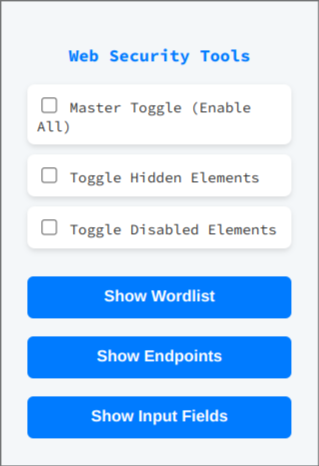 Web Security Tools
Master Toggle (Enable
All)
Toggle Hidden Elements
Toggle Disabled Elements
Show Wordlist
Show Endpoints
Show Input Fields